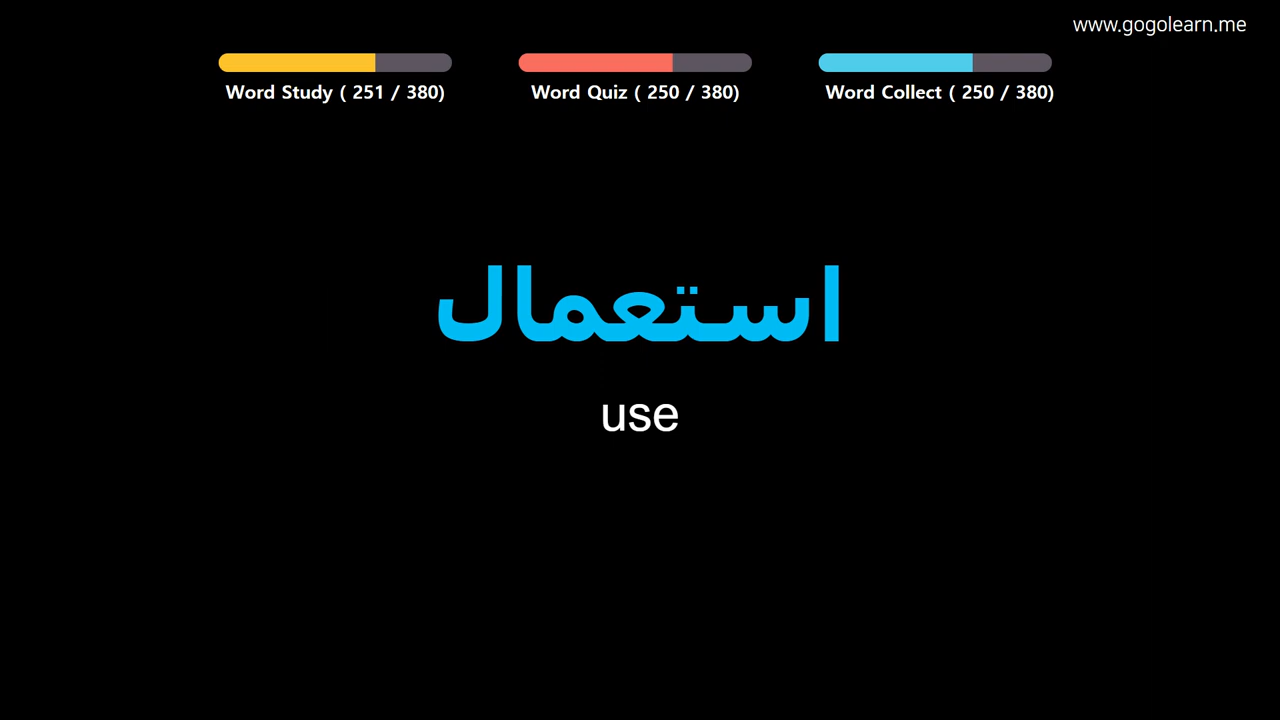 www.gogolearn.me
Word Study ( 251 / 380)
Word Quiz ( 250 / 380)
Word Collect ( 250 / 380)
استعمال
use